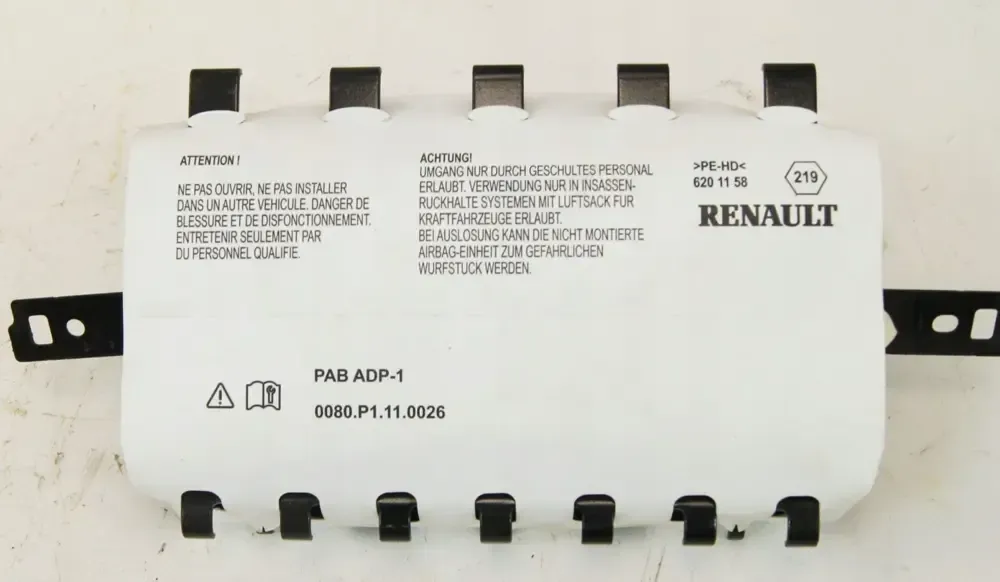 ATTENTION !
NE PAS OUVRIR, NE PAS INSTALLER
DANS UN AUTRE VEHICULE. DANGER DE
BLESSURE ET DE DISFONCTIONNEMENT.
ENTRETENIR SEULEMENT PAR
DU PERSONNEL QUALIFIE.
ACHTUNG!
UMGANG NUR DURCH GESCHULTES PERSONAL
ERLAUBT. VERWENDUNG NUR IN INSASSEN-
RUCKHALTE SYSTEMEN MIT LUFTSACK FUR
KRAFTFAHRZEUGE ERLAUBT.
BEI AUSLOSUNG KANN DIE NICHT MONTIERTE
AIRBAG-EINHEIT ZUM GEFAHRLICHEN
WURFSTUCK WERDEN.
>PE-HD<
620 11 58
219
RENAULT
PAB ADP-1
0080.P1.11.0026